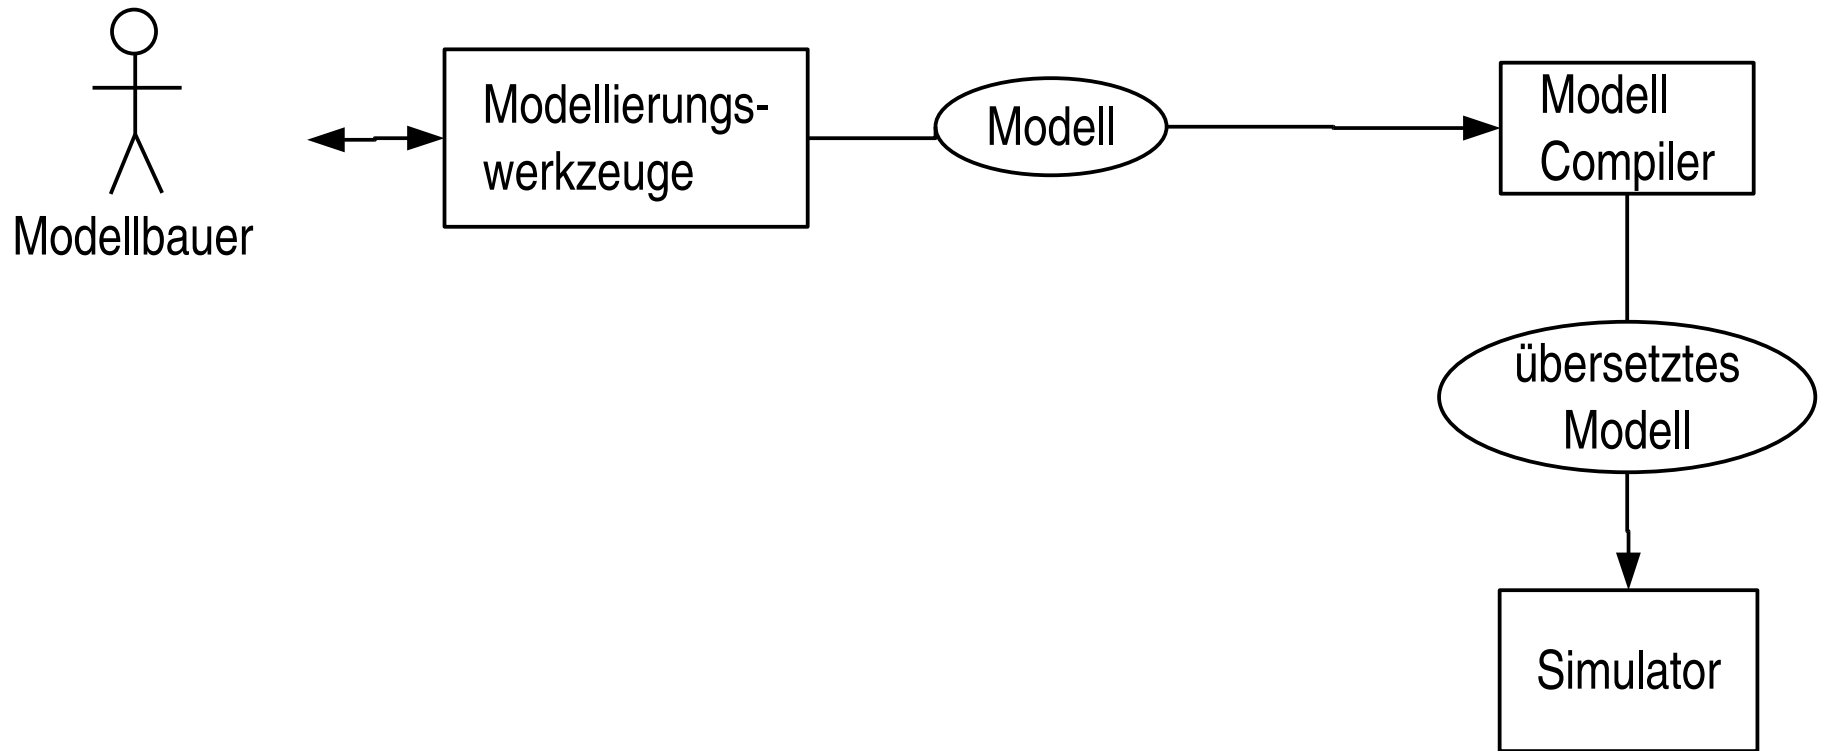 Modellbauer
Modellierungs-
werkzeuge
Modell
Modell
Compiler
übersetztes
Modell
Simulator